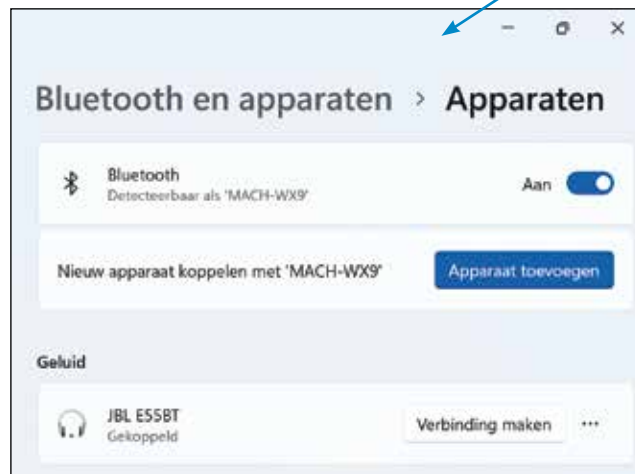 Bluetooth en apparaten > Apparaten
Bluetooth
Detecteerbaar als 'MACH-WX9'
Aan
Nieuw apparaat koppelen met 'MACH-WX9'
Apparaat toevoegen
Geluid
JBL E55BT
Gekoppeld
Verbinding maken